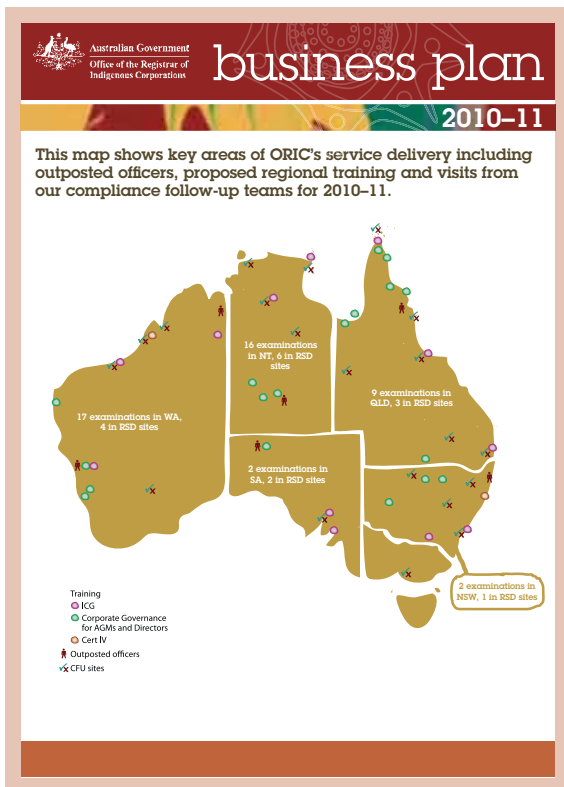 Australian Government
Office of the Registrar of
Indigenous Corporations
business plan
2010–11
This map shows key areas of ORIC's service delivery including
outposted officers, proposed regional training and visits from
our compliance follow-up teams for 2010–11.
16 examinations
in NT, 6 in RSD
sites
9 examinations in
QLD, 3 in RSD sites
17 examinations in WA,
4 in RSD sites
2 examinations in
SA, 2 in RSD sites
2 examinations in
NSW, 1 in RSD sites
Training
ICG
Corporate Governance
for AGMs and Directors
Cert IV
Outposted officers
CFU sites